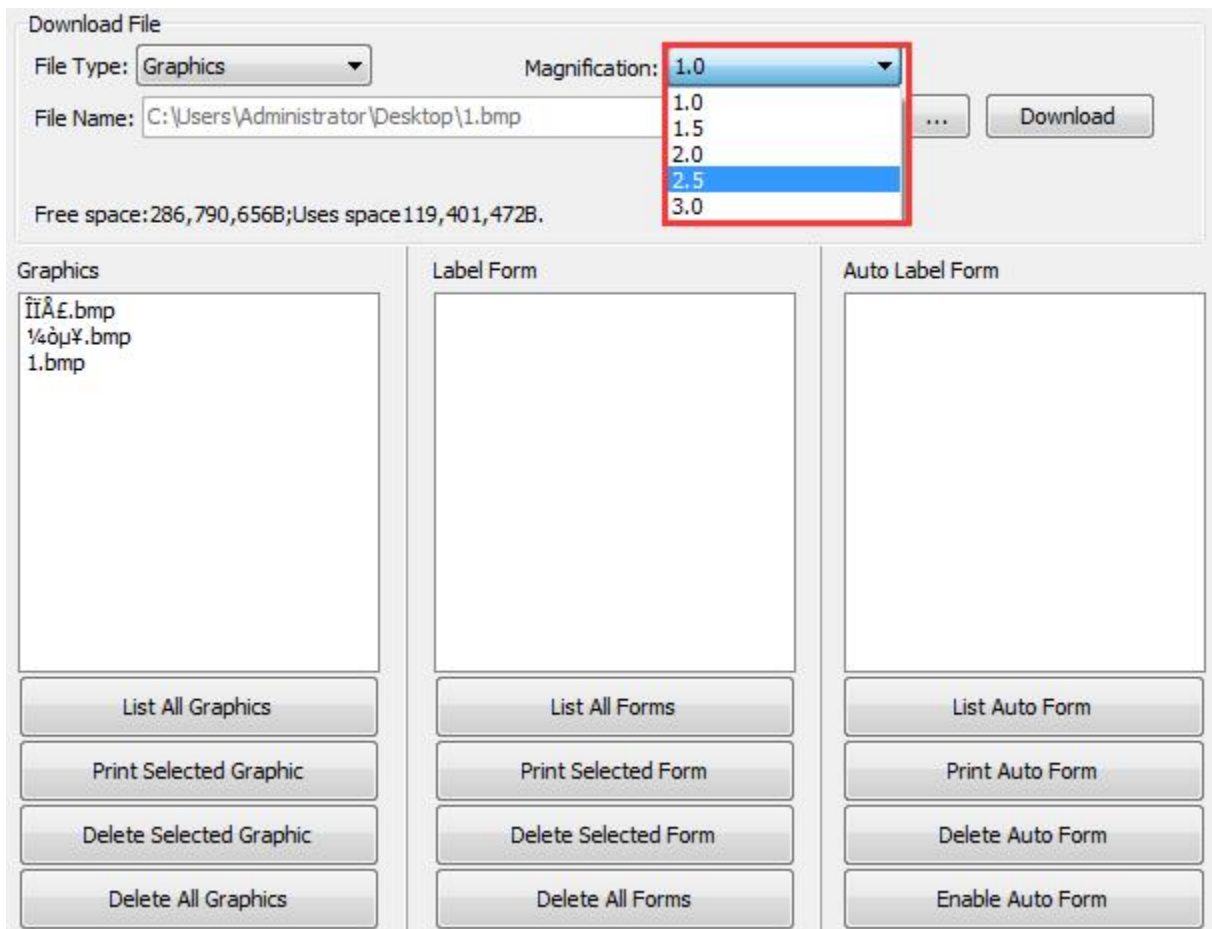 Download File
File Type: Graphics Magnification: 1.0
1.0
1.5
2.0
2.5
3.0
File Name: C:\Users\Administrator\Desktop\1.bmp ... Download
Free space:286,790,656B;Uses space119,401,472B.
Graphics Label Form Auto Label Form
ÎÏÅ£.bmp
¼òµ¥.bmp
1.bmp
List All Graphics List All Forms List Auto Form
Print Selected Graphic Print Selected Form Print Auto Form
Delete Selected Graphic Delete Selected Form Delete Auto Form
Delete All Graphics Delete All Forms Enable Auto Form